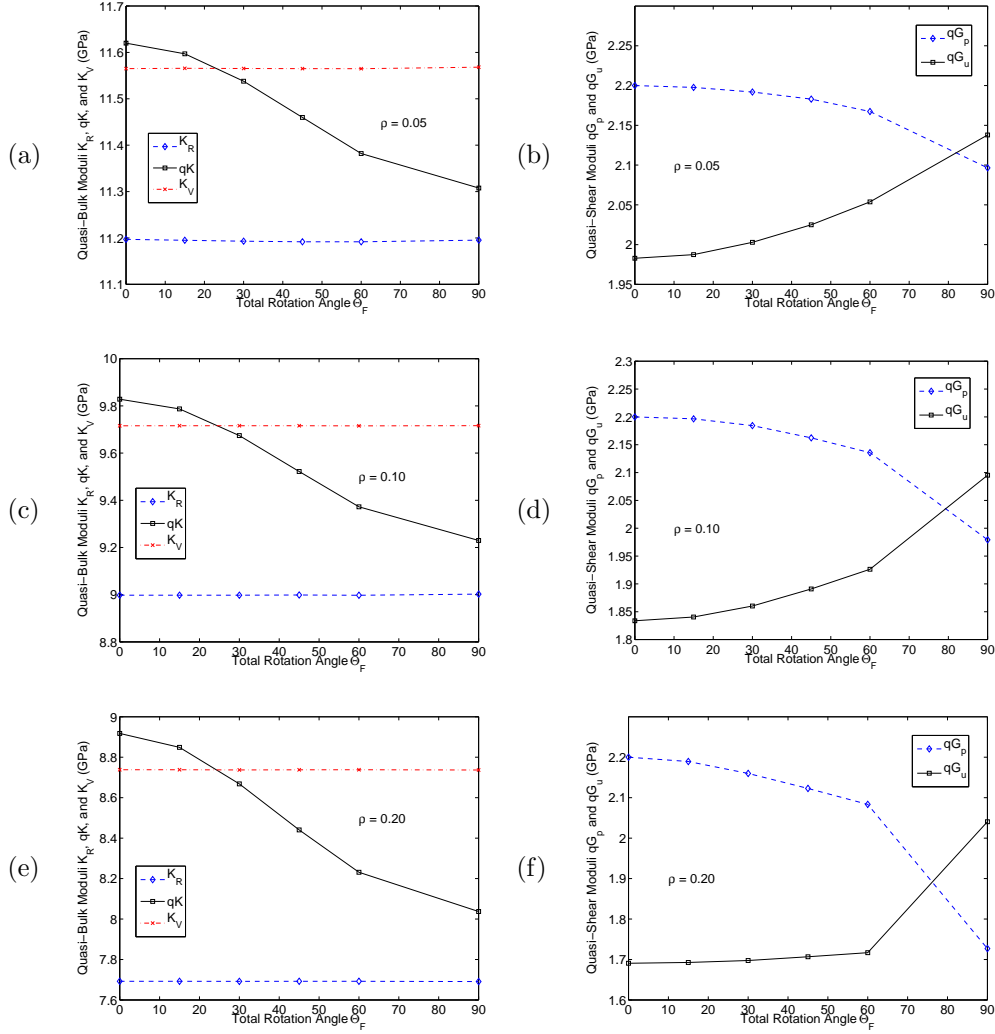 (a)
Quasi−Bulk Moduli K_R, qK, and K_V (GPa)
11.7
11.6
11.5
11.4
11.3
11.2
11.1
ρ = 0.05
K_R
qK
K_V
0 10 20 30 40 50 60 70 80 90
Total Rotation Angle Θ_F
(b)
Quasi−Shear Moduli qG_p and qG_u (GPa)
2.25
2.2
2.15
2.1
2.05
2
1.95
qG_p
qG_u
ρ = 0.05
0 10 20 30 40 50 60 70 80 90
Total Rotation Angle Θ_F
(c)
Quasi−Bulk Moduli K_R, qK, and K_V (GPa)
10
9.8
9.6
9.4
9.2
9
8.8
ρ = 0.10
K_R
qK
K_V
0 10 20 30 40 50 60 70 80 90
Total Rotation Angle Θ_F
(d)
Quasi−Shear Moduli qG_p and qG_u (GPa)
2.3
2.25
2.2
2.15
2.1
2.05
2
1.95
1.9
1.85
1.8
qG_p
qG_u
ρ = 0.10
0 10 20 30 40 50 60 70 80 90
Total Rotation Angle Θ_F
(e)
Quasi−Bulk Moduli K_R, qK, and K_V (GPa)
9
8.8
8.6
8.4
8.2
8
7.8
7.6
ρ = 0.20
K_R
qK
K_V
0 10 20 30 40 50 60 70 80 90
Total Rotation Angle Θ_F
(f)
Quasi−Shear Moduli qG_p and qG_u (GPa)
2.2
2.1
2
1.9
1.8
1.7
1.6
qG_p
qG_u
ρ = 0.20
0 10 20 30 40 50 60 70 80 90
Total Rotation Angle Θ_F